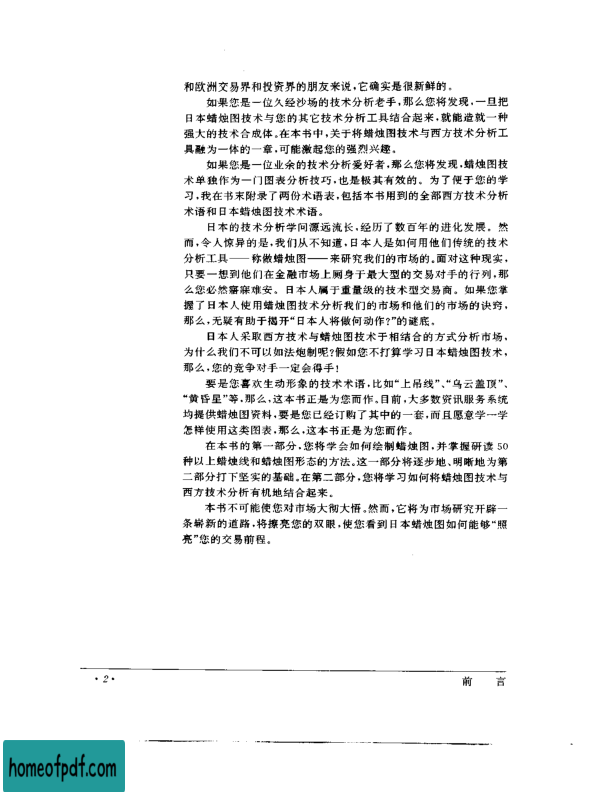 和欧洲交易界和投资界的朋友来说,它确实是很新鲜的。
如果您是一位久经沙场的技术分析老手,那么您将发现,一旦把
日本蜡烛图技术与您的其它技术分析工具结合起来,就能造就一种
强大的技术合成体。在本书中,关于将蜡烛图技术与西方技术分析工
具融为一体的一章,可能激起您的强烈兴趣。
如果您是一位业余的技术分析爱好者,那么您将发现,蜡烛图技
术单独作为一门图表分析技巧,也是极其有效的。为了便于您的学
习,我在书末附录了两份术语表,包括本书用到的全部西方技术分析
术语和日本蜡烛图技术术语。
日本的技术分析学问源远流长、经历了数百年的进化发展。然
而,令人惊异的是,我们从不知道,日本人是如何用他们传统的技术
分析工具——称做蜡烛图——来研究我们的市场的。面对这种现实,
只要一想到他们在金融市场上厕身于最大型的交易对手的行列,那
么您必然寤寐难安。日本人属于重量级的技术型交易商。如果您掌
握了日本人使用蜡烛图技术分析我们的市场和他们的市场的诀窍,
那么,无疑有助于揭开“日本人将做何动作?”的谜底。
日本人采取西方技术与蜡烛图技术于相结合的方式分析市场,
为什么我们不可以如法炮制呢?假如您不打算学习日本蜡烛图技术,
那么,您的竞争对手一定会得手!
要是您喜欢生动形象的技术术语,比如“上吊线”、“乌云盖顶”、
“黄昏星”等,那么,这本书正是为您而作。目前,大多数资讯服务系统
均提供蜡烛图资料,要是您已经订购了其中的一套,而且愿意学一学
怎样使用这类图表,那么,这本书正是为您而作。
在本书的第一部分,您将学会如何绘制蜡烛图,并掌握研读 50
种以上蜡烛线和蜡烛图形态的方法。这一部分将逐步地、明晰地为第
二部分打下坚实的基础。在第二部分,您将学习如何将蜡烛图技术与
西方技术分析有机地结合起来。
本书不可能使您对市场大彻大悟。然而,它将为市场研究开辟一
条崭新的道路,将擦亮您的双眼,使您看到日本蜡烛图如何能够“照
亮”您的交易前程。
·2·
前 言
homeofpdf.com